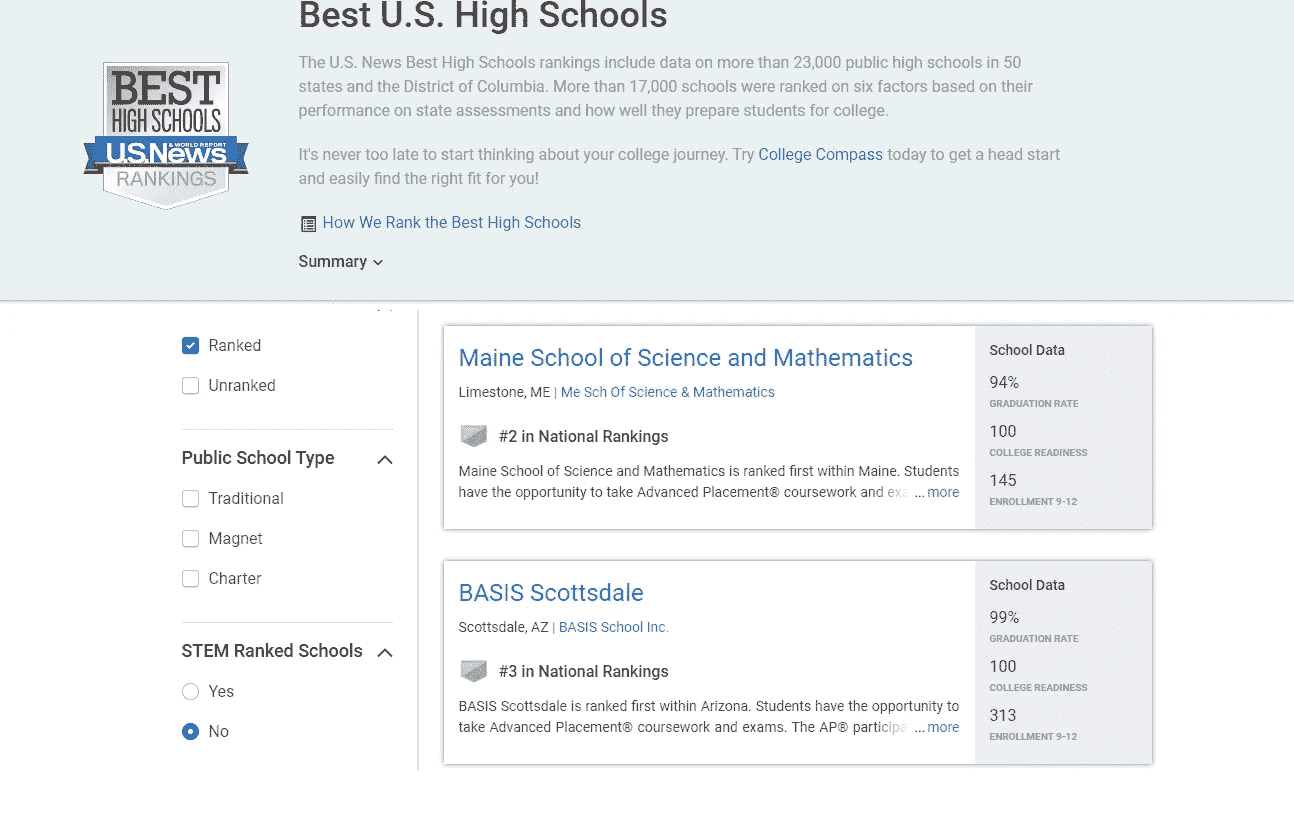 Best U.S. High Schools
The U.S. News Best High Schools rankings include data on more than 23,000 public high schools in 50
states and the District of Columbia. More than 17,000 schools were ranked on six factors based on their
performance on state assessments and how well they prepare students for college.
It's never too late to start thinking about your college journey. Try College Compass today to get a head start
and easily find the right fit for you!
How We Rank the Best High Schools
Summary
BEST
HIGH SCHOOLS
U.S.News
& WORLD REPORT
RANKINGS
Ranked
Unranked
Public School Type
Traditional
Magnet
Charter
STEM Ranked Schools
Yes
No
Maine School of Science and Mathematics
Limestone, ME | Me Sch Of Science & Mathematics
#2 in National Rankings
Maine School of Science and Mathematics is ranked first within Maine. Students
have the opportunity to take Advanced Placement® coursework and exa ... more
School Data
94%
GRADUATION RATE
100
COLLEGE READINESS
145
ENROLLMENT 9-12
BASIS Scottsdale
Scottsdale, AZ | BASIS School Inc.
#3 in National Rankings
BASIS Scottsdale is ranked first within Arizona. Students have the opportunity to
take Advanced Placement® coursework and exams. The AP® participa ... more
School Data
99%
GRADUATION RATE
100
COLLEGE READINESS
313
ENROLLMENT 9-12